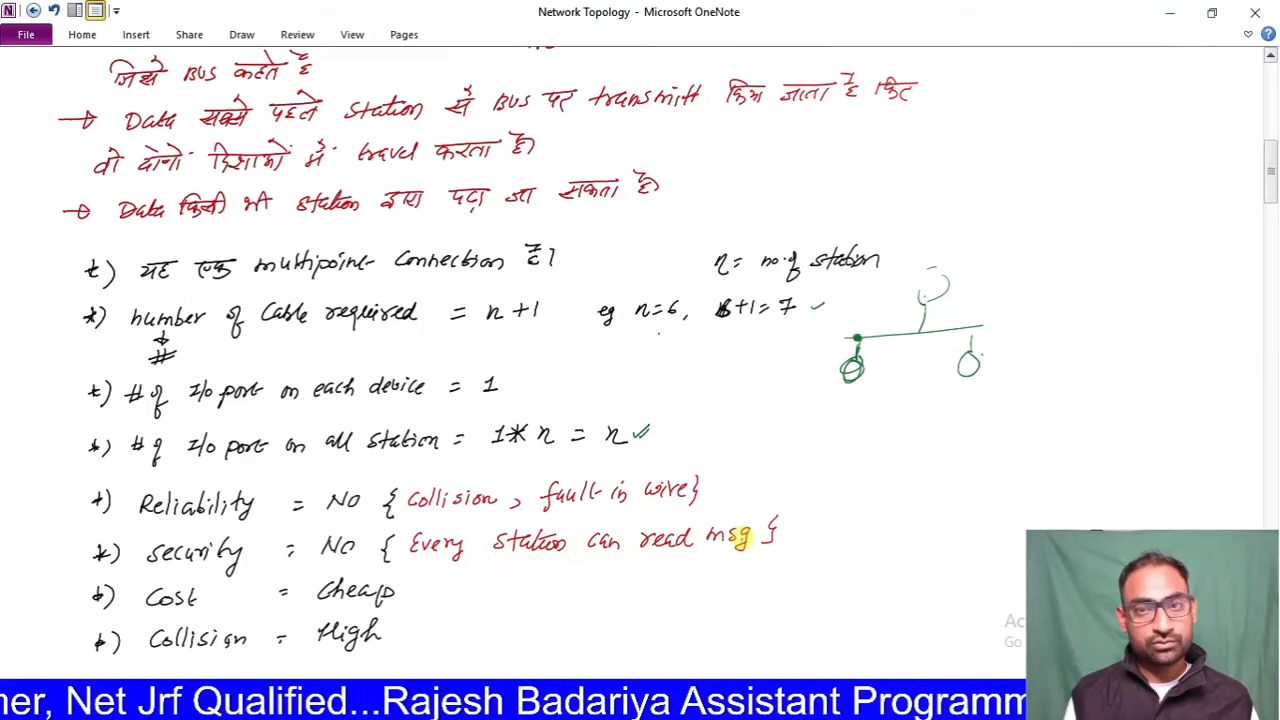 Network Topology - Microsoft OneNote
File Home Insert Share Draw Review View Pages
जिसे BUS कहते है
→ Data सबसे पहले station से BUS पर transmitt किया जाता है फिर
वो दोनो दिशाओं में travel करता है।
→ Data किसी भी station द्वारा पढ़ा जा सकता है।
*) यह एक multipoint connection है।
n = no. of station
*) number of Cable required = n+1 eg n=6, 6+1=7 ✓
#
*) # of I/o port on each device = 1
*) # of I/o port on all station = 1*n = n ✓
*) Reliability = No { Collision, fault in wire}
*) security = No { Every station can read msg }
*) Cost = Cheap
*) Collision = High
Ac
Go
ner, Net Jrf Qualified...Rajesh Badariya Assistant Programm